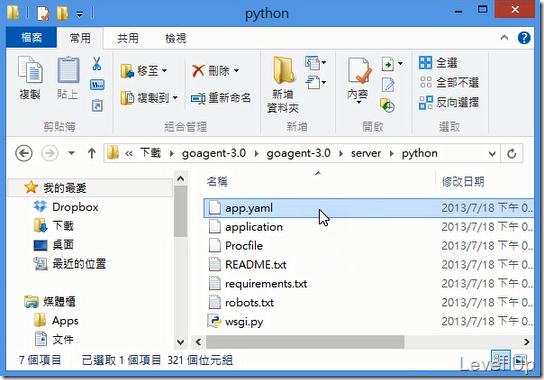 python
檔案 常用 共用 檢視
複製 貼上 移至 複製到 刪除 重新命名 新增 資料夾 內容 全選 全部不選 反向選擇
剪貼簿 組合管理 新增 開啟 選取
« 下載 goagent-3.0 goagent-3.0 server python
我的最愛
Dropbox
下載
桌面
最近的位置
媒體櫃
Apps
文件
名稱 修改日期
app.yaml 2013/7/18 下午 0...
application 2013/7/18 下午 0...
Procfile 2013/7/18 下午 0...
README.txt 2013/7/18 下午 0...
requirements.txt 2013/7/18 下午 0...
robots.txt 2013/7/18 下午 0...
wsgi.py 2013/7/18 下午 0...
7 個項目 已選取 1 個項目 321 個位元組
Level Up